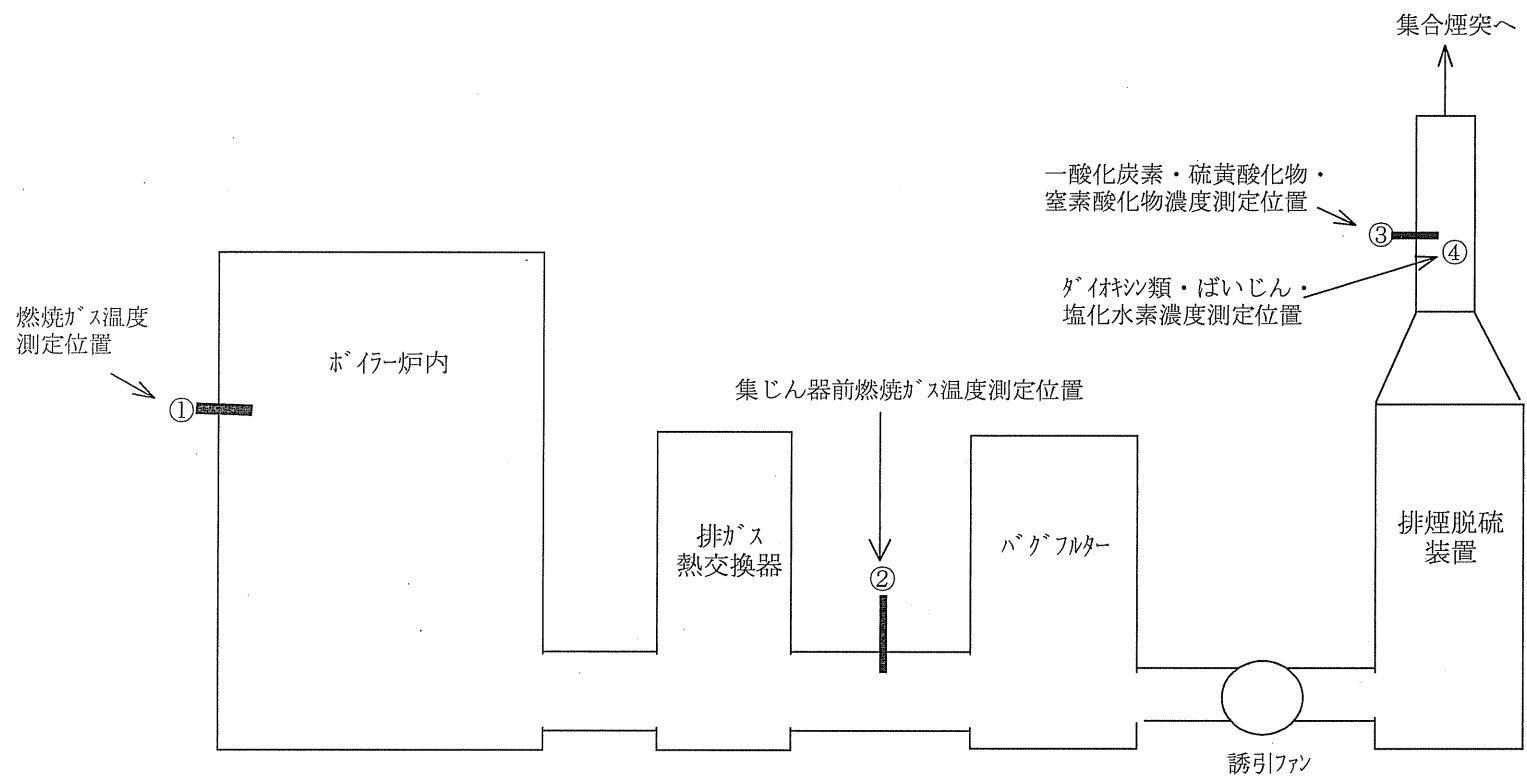 集合煙突へ
一酸化炭素・硫黄酸化物・
窒素酸化物濃度測定位置
③
④
ﾀﾞｲｵｷｼﾝ類・ばいじん・
塩化水素濃度測定位置
燃焼ｶﾞｽ温度
測定位置
①
ﾎﾞｲﾗｰ炉内
集じん器前燃焼ｶﾞｽ温度測定位置
②
排ｶﾞｽ
熱交換器
ﾊﾞｸﾞﾌﾙﾀｰ
排煙脱硫
装置
誘引ﾌｧﾝ